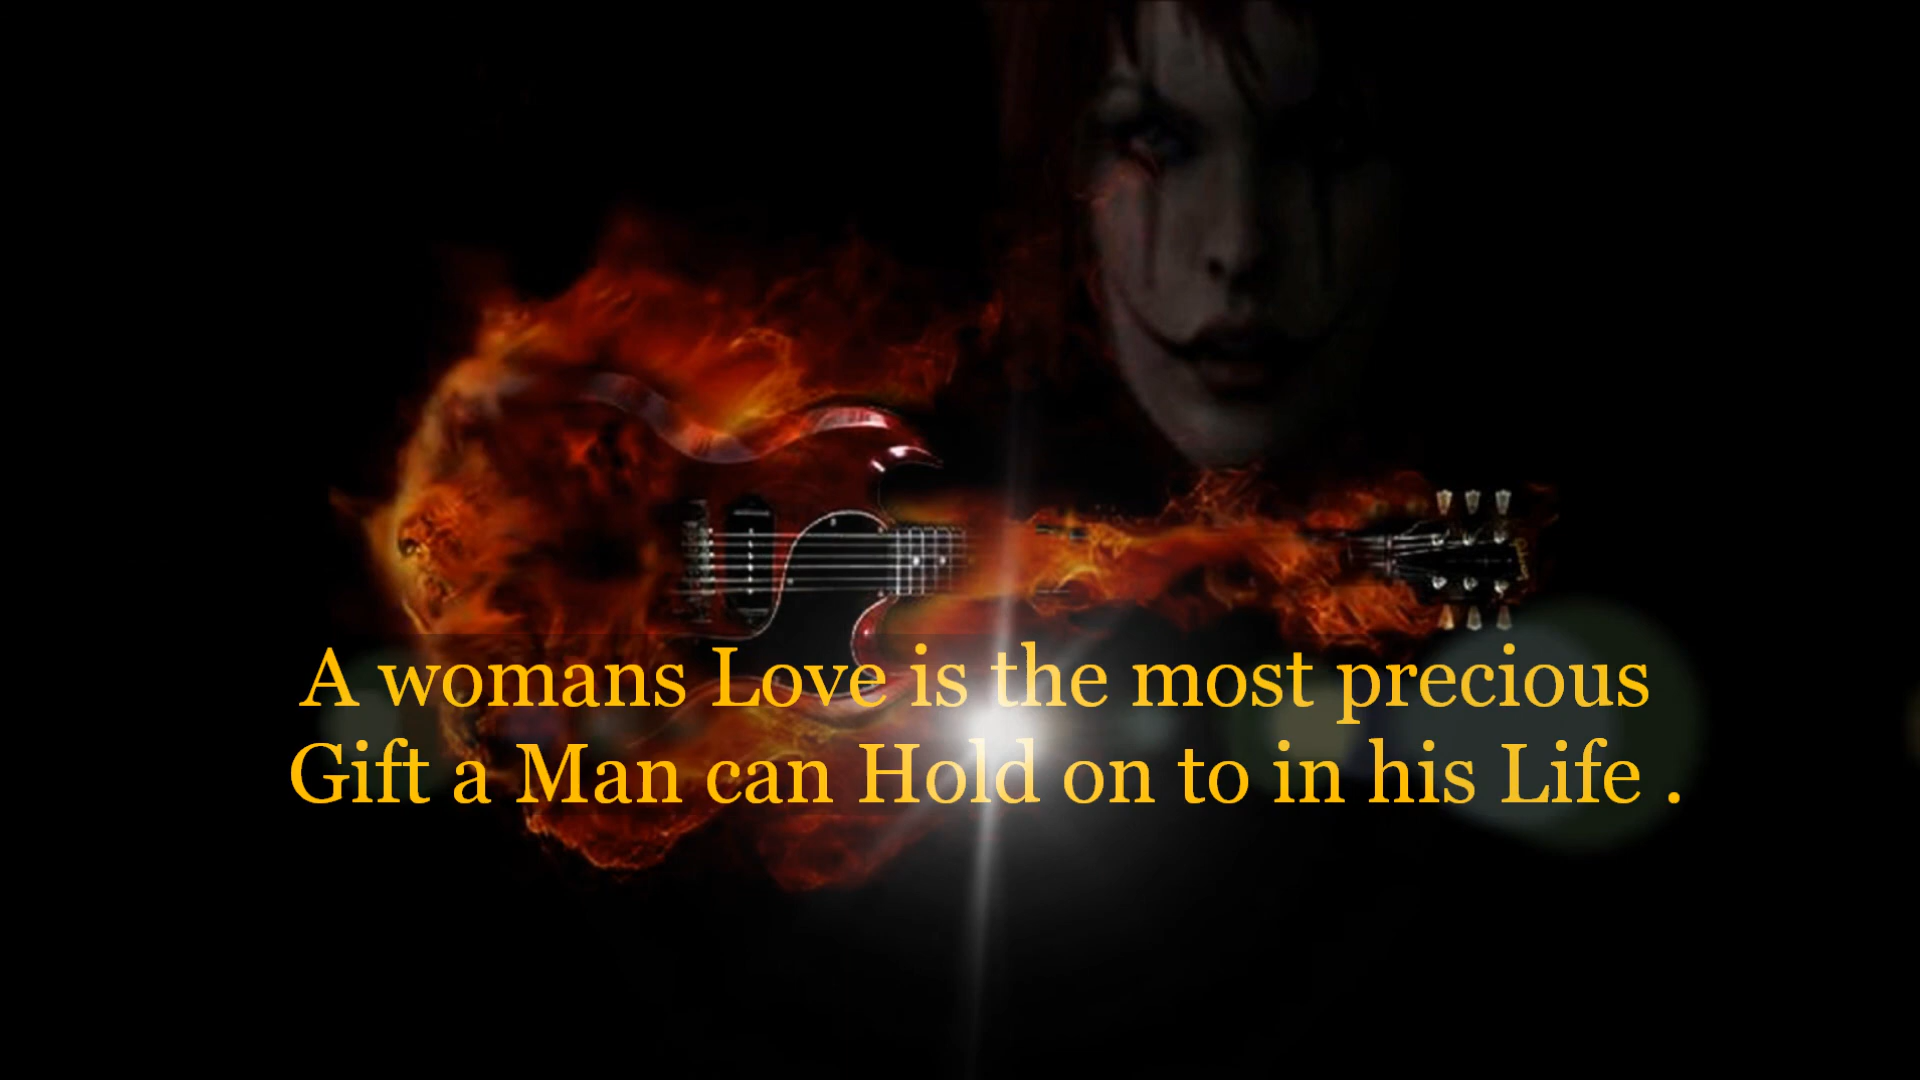 A womans Love is the most precious
Gift a Man can Hold on to in his Life .